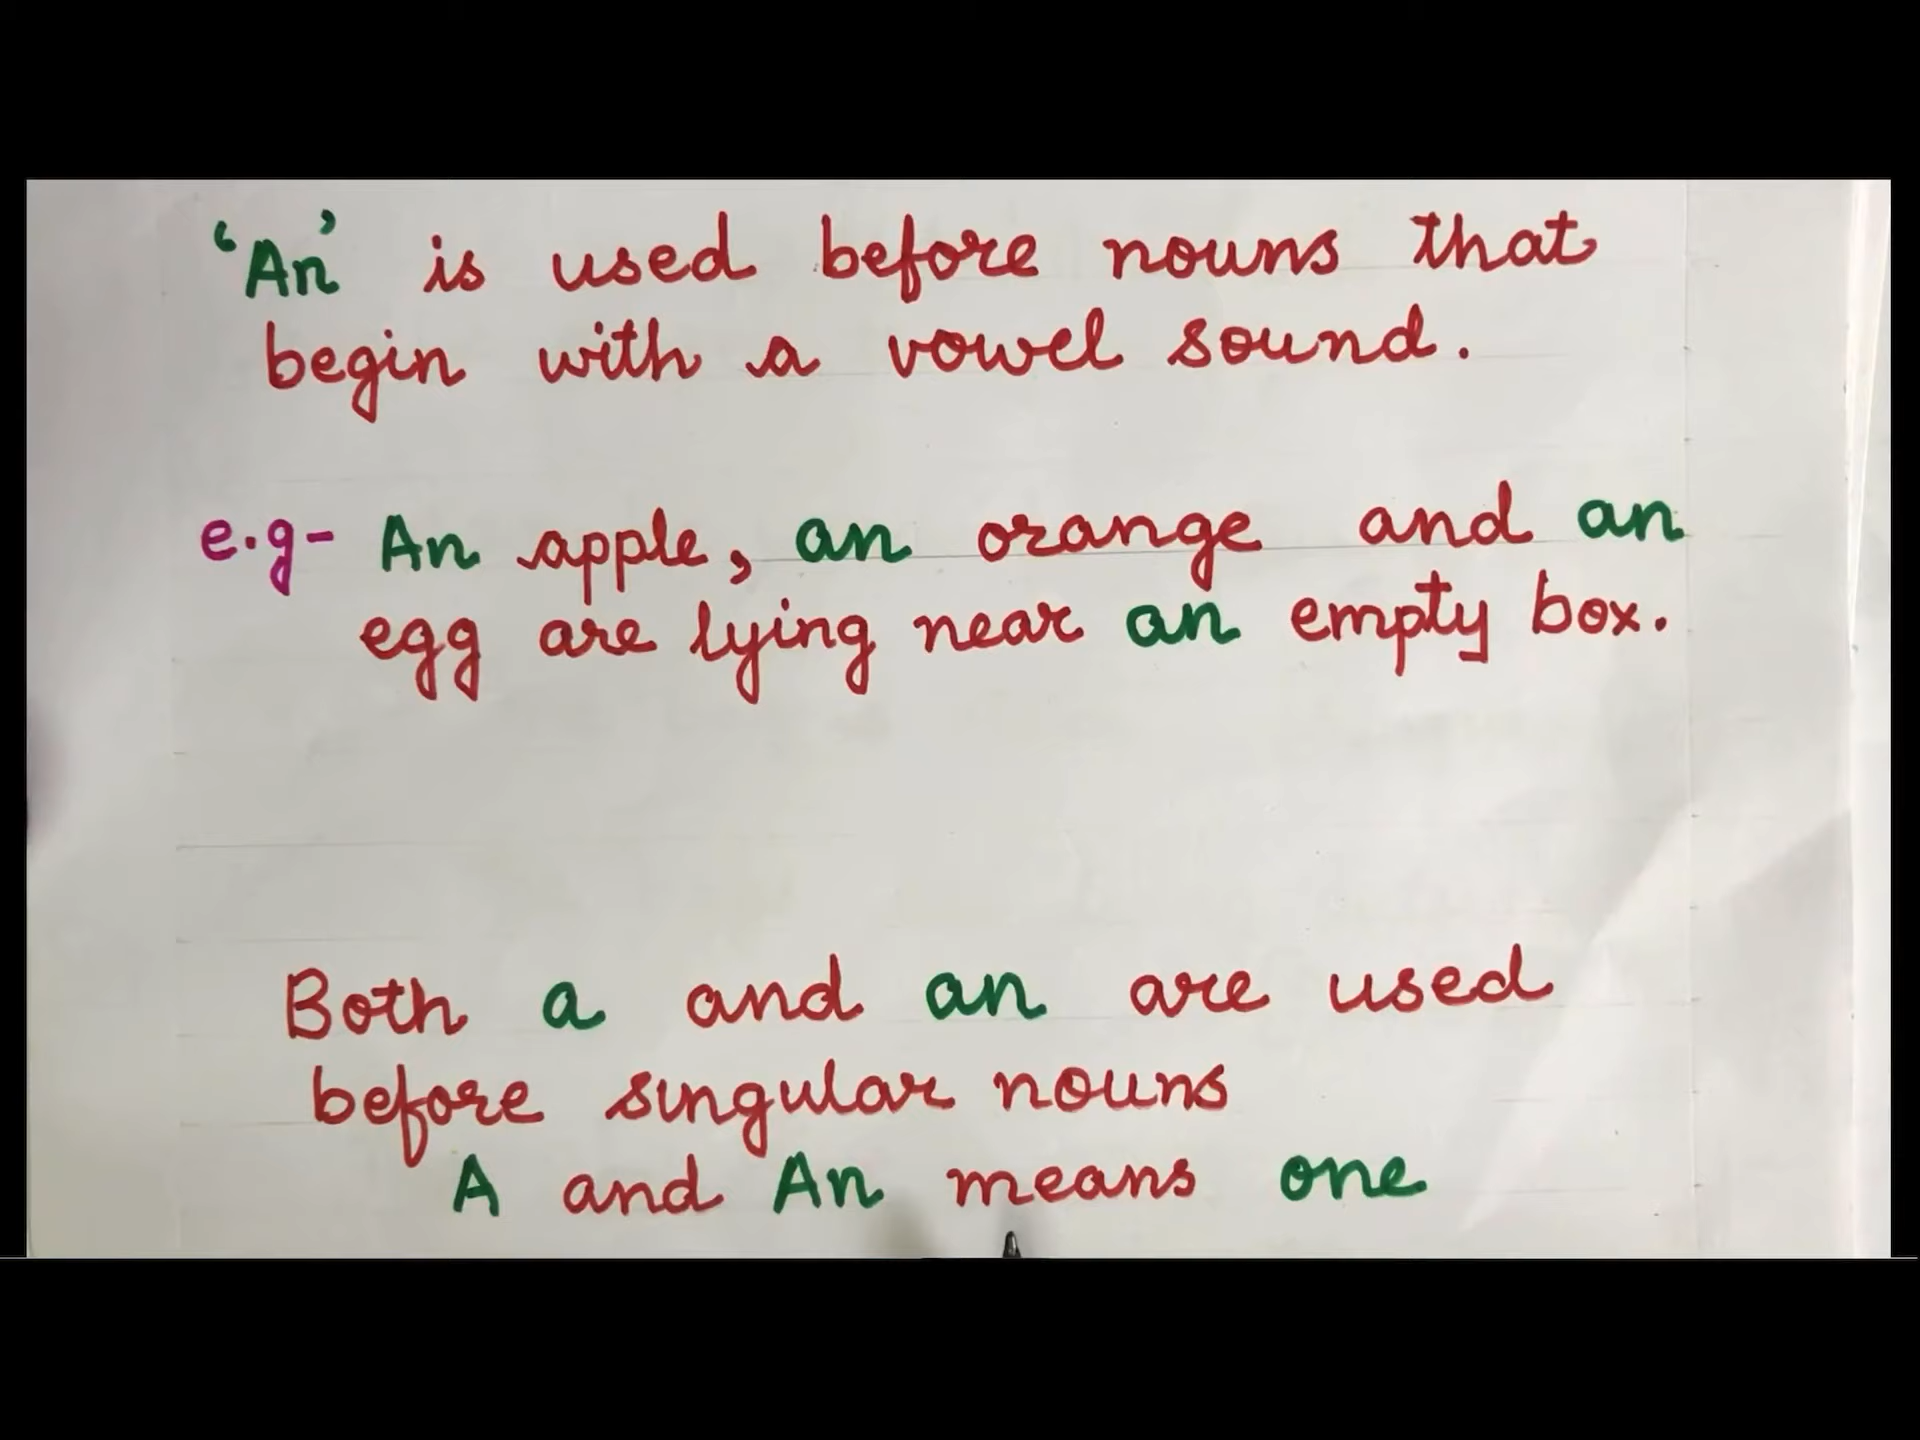 'An' is used before nouns that
begin with a vowel sound.
e.g- An apple, an orange and an
egg are lying near an empty box.
Both a and an are used
before singular nouns
A and An means one